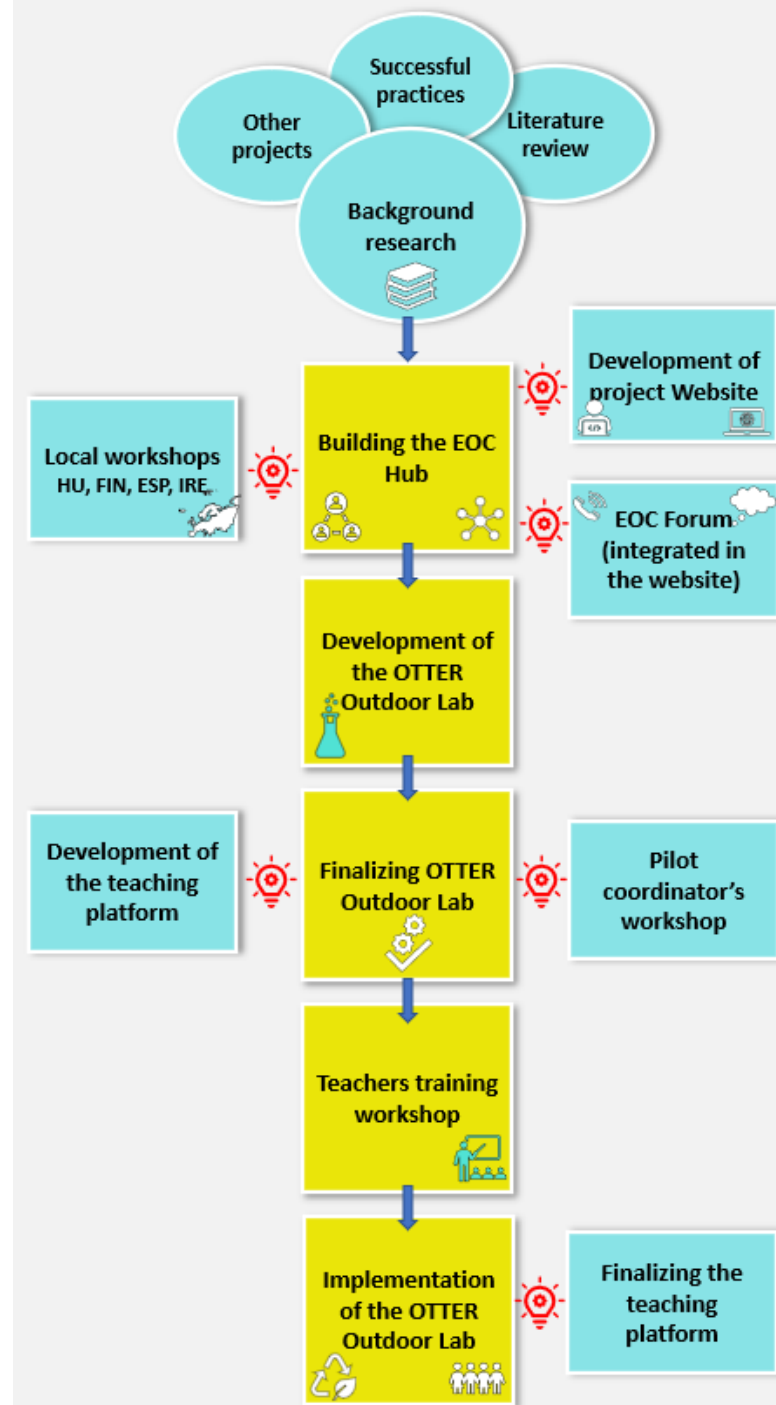 Successful
practices
Other
projects
Literature
review
Background
research
Development of
project Website
Building the EOC
Hub
Local workshops
HU, FIN, ESP, IRE
EOC Forum
(integrated in
the website)
Development of
the OTTER
Outdoor Lab
Development of
the teaching
platform
Finalizing OTTER
Outdoor Lab
Pilot
coordinator's
workshop
Teachers training
workshop
Implementation
of the OTTER
Outdoor Lab
Finalizing the
teaching
platform